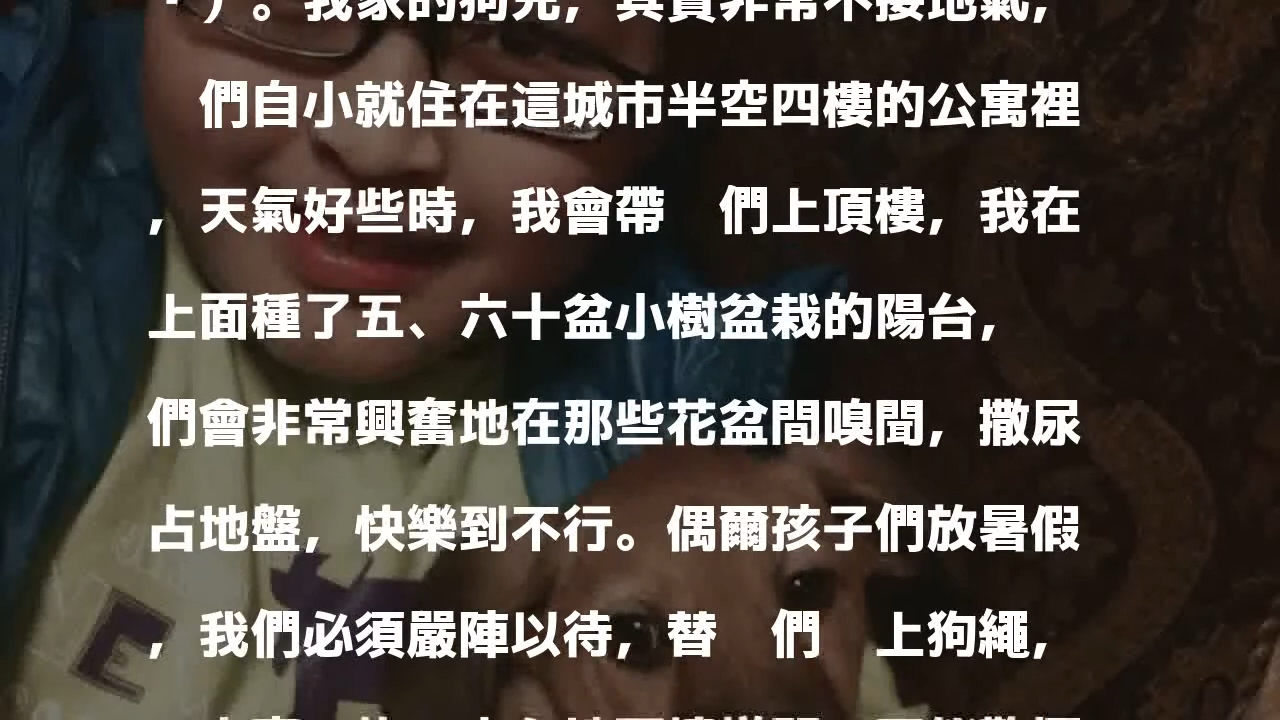 。我家的狗兒，其實非常不接地氣，
們自小就住在這城市半空四樓的公寓裡
，天氣好些時，我會帶　們上頂樓，我在
上面種了五、六十盆小樹盆栽的陽台，
們會非常興奮地在那些花盆間嗅聞，撒尿
占地盤，快樂到不行。偶爾孩子們放暑假
，我們必須嚴陣以待，替　們　上狗繩，